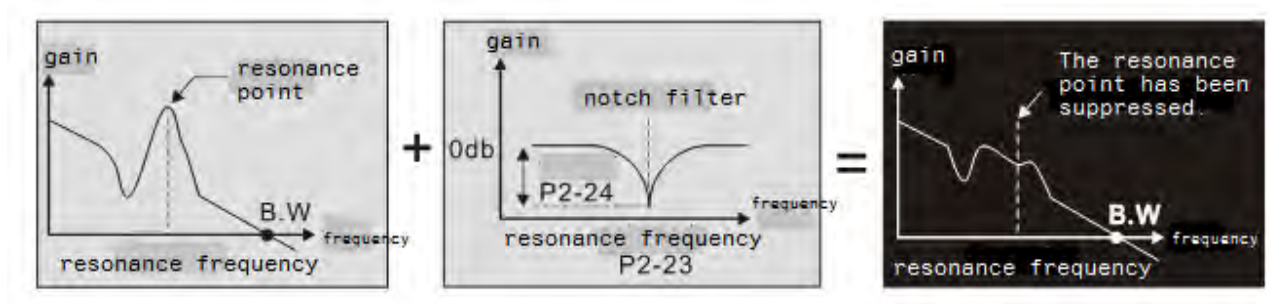 gain
resonance
point
B.W
frequency
resonance frequency
+
gain
notch filter
0db
P2-24
frequency
resonance frequency
P2-23
=
gain
The resonance
point has been
suppressed.
B.W
frequency
resonance frequency